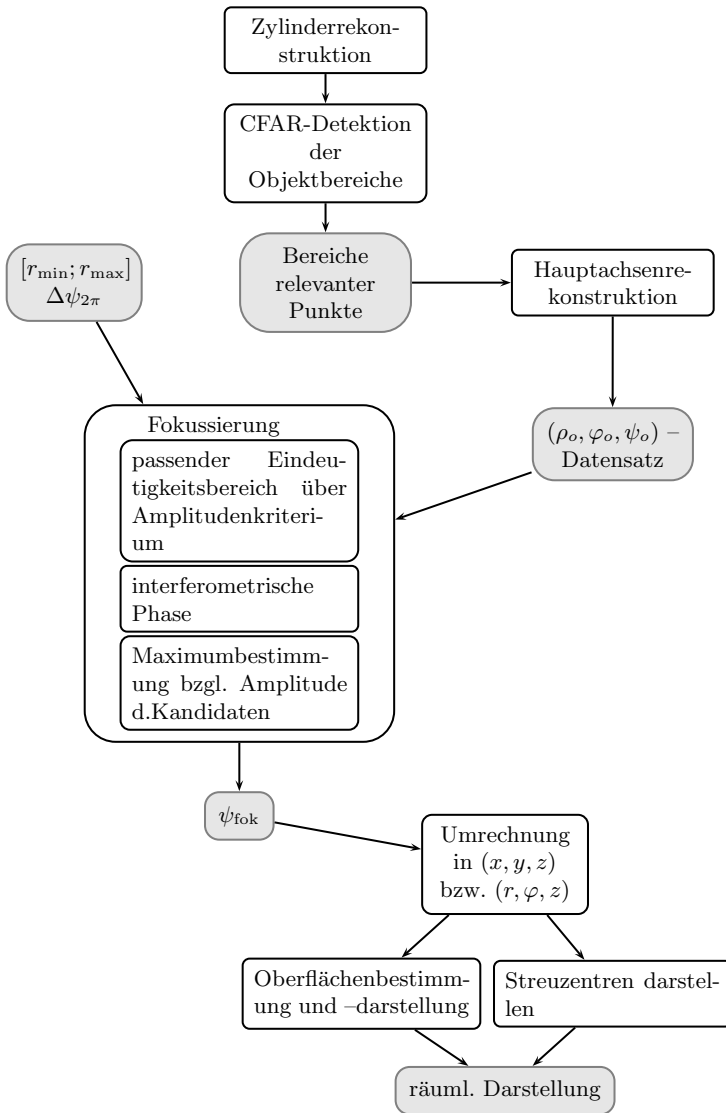 Zylinderrekon-
struktion
CFAR-Detektion
der
Objektbereiche
Bereiche
relevanter
Punkte
[r_min; r_max]
Δψ_2π
Hauptachsenre-
konstruktion
(ρ_o, φ_o, ψ_o) –
Datensatz
Fokussierung
passender Eindeu-
tigkeitsbereich über
Amplitudenkriteri-
um
interferometrische
Phase
Maximumbestimm-
ung bzgl. Amplitude
d.Kandidaten
ψ_fok
Umrechnung
in (x, y, z)
bzw. (r, φ, z)
Oberflächenbestimm-
ung und –darstellung
Streuzentren darstel-
len
räuml. Darstellung